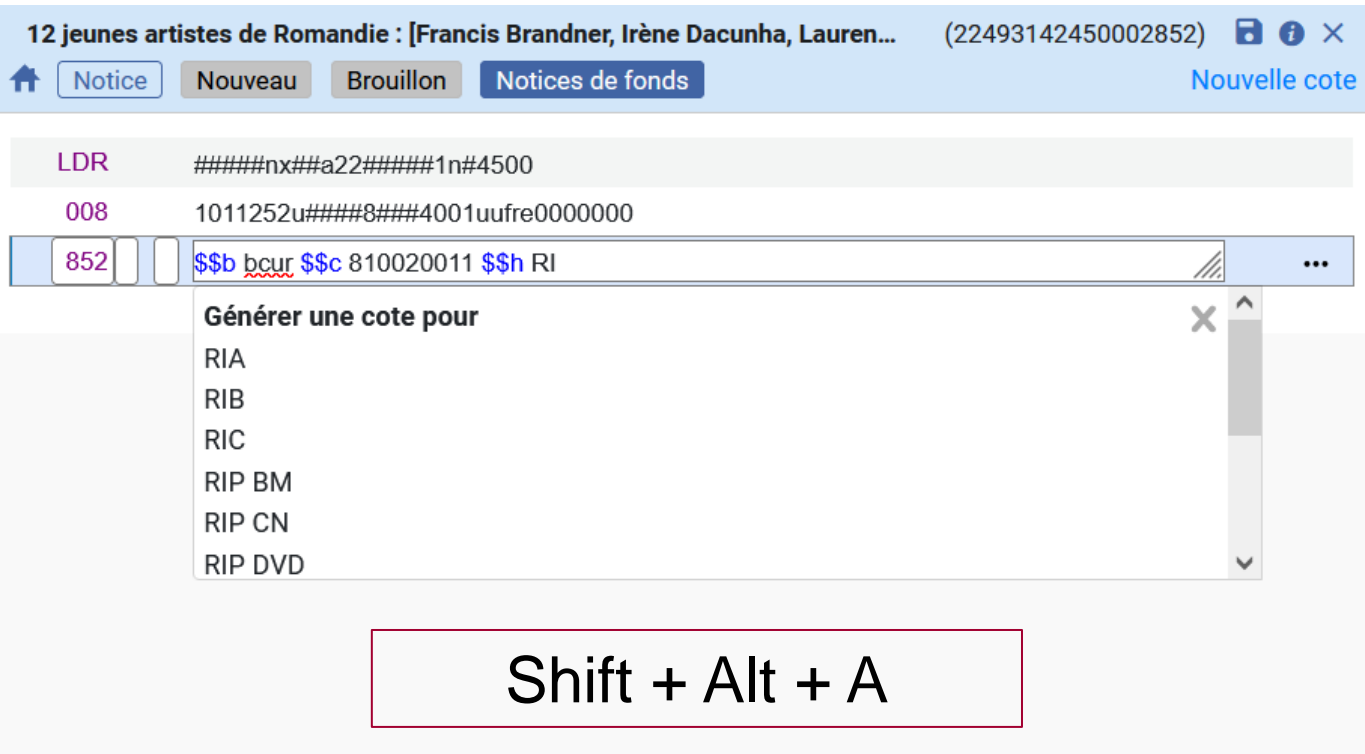 12 jeunes artistes de Romandie : [Francis Brandner, Irène Dacunha, Lauren... (22493142450002852)
Notice Nouveau Brouillon Notices de fonds Nouvelle cote
LDR #####nx##a22#####1n#4500
008 1011252u####8###4001uufre0000000
852 $$b bcur $$c 810020011 $$h RI
Générer une cote pour
RIA
RIB
RIC
RIP BM
RIP CN
RIP DVD
Shift + Alt + A